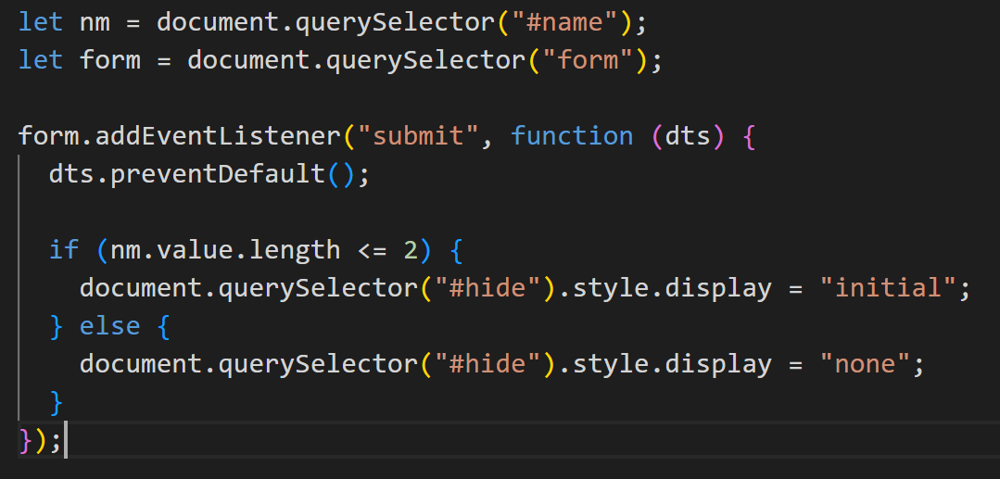 let nm = document.querySelector("#name");
let form = document.querySelector("form");

form.addEventListener("submit", function (dts) {
  dts.preventDefault();

  if (nm.value.length <= 2) {
    document.querySelector("#hide").style.display = "initial";
  } else {
    document.querySelector("#hide").style.display = "none";
  }
});